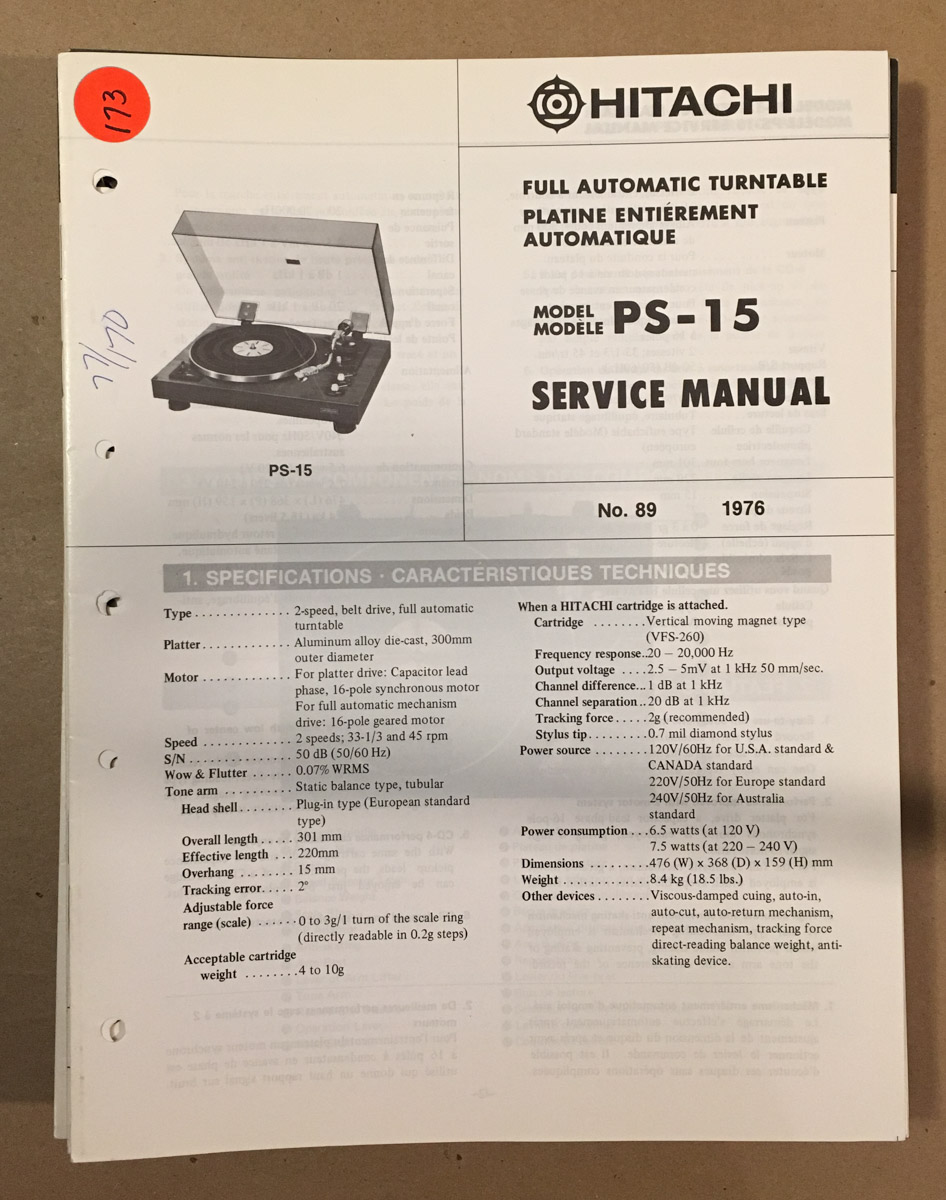 173
77/70
HITACHI
FULL AUTOMATIC TURNTABLE
PLATINE ENTIÉREMENT
AUTOMATIQUE
MODEL
MODÈLE PS-15
SERVICE MANUAL
PS-15
No. 89 1976
1. SPECIFICATIONS · CARACTÉRISTIQUES TECHNIQUES
Type . . . . . . . . . . . . . 2-speed, belt drive, full automatic
turntable
Platter . . . . . . . . . . . . Aluminum alloy die-cast, 300mm
outer diameter
Motor . . . . . . . . . . . . For platter drive: Capacitor lead
phase, 16-pole synchronous motor
For full automatic mechanism
drive: 16-pole geared motor
Speed . . . . . . . . . . . . 2 speeds; 33-1/3 and 45 rpm
S/N . . . . . . . . . . . . . . 50 dB (50/60 Hz)
Wow & Flutter . . . . . . 0.07% WRMS
Tone arm . . . . . . . . . . Static balance type, tubular
Head shell . . . . . . . . Plug-in type (European standard
type)
Overall length . . . . . 301 mm
Effective length . . . 220mm
Overhang . . . . . . . . 15 mm
Tracking error. . . . . 2°
Adjustable force
range (scale) . . . . . . 0 to 3g/1 turn of the scale ring
(directly readable in 0.2g steps)
Acceptable cartridge
weight . . . . . . . . 4 to 10g
When a HITACHI cartridge is attached.
Cartridge . . . . . . . . Vertical moving magnet type
(VFS-260)
Frequency response. .20 – 20,000 Hz
Output voltage . . . . 2.5 – 5mV at 1 kHz 50 mm/sec.
Channel difference. . . 1 dB at 1 kHz
Channel separation . . 20 dB at 1 kHz
Tracking force . . . . . 2g (recommended)
Stylus tip . . . . . . . . 0.7 mil diamond stylus
Power source . . . . . . . . 120V/60Hz for U.S.A. standard &
CANADA standard
220V/50Hz for Europe standard
240V/50Hz for Australia
standard
Power consumption . . . 6.5 watts (at 120 V)
7.5 watts (at 220 – 240 V)
Dimensions . . . . . . . . . 476 (W) x 368 (D) x 159 (H) mm
Weight . . . . . . . . . . . . . 8.4 kg (18.5 lbs.)
Other devices . . . . . . . . Viscous-damped cuing, auto-in,
auto-cut, auto-return mechanism,
repeat mechanism, tracking force
direct-reading balance weight, anti-
skating device.